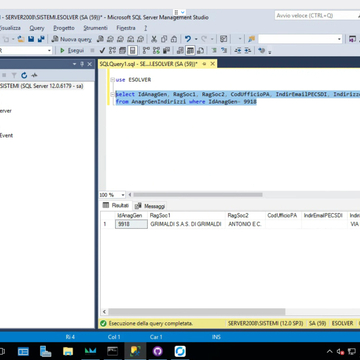 SERVER2008\SISTEMI.ESOLVER (SA (59))* - Microsoft SQL Server Management Studio
Avvio veloce (CTRL+Q)
Query Progetto Strumenti Finestra ?
Nuova query
ESOLVER Esegui
SQLQuery1.sql - SE...i.ESOLVER (SA (59))*
SISTEMI (SQL Server 12.0.6179 - sa)
use ESOLVER
select IdAnagGen, RagSoc1, RagSoc2, CodUfficioPA, IndirEmailPECSDI, Indirizzo
from AnagrGenIndirizzi where IdAnagGen= 9918
erver
Event
100 %
Risultati Messaggi
IdAnagGen RagSoc1 RagSoc2 CodUfficioPA IndirEmailPECSDI
1 9918 GRIMALDI S.A.S. DI GRIMALDI ANTONIO E C. VIA
Esecuzione della query completata. SERVER2008\SISTEMI (12.0 SP3) SA (59) ESOLVER
Ri 4 Col 1 Car 1 INS